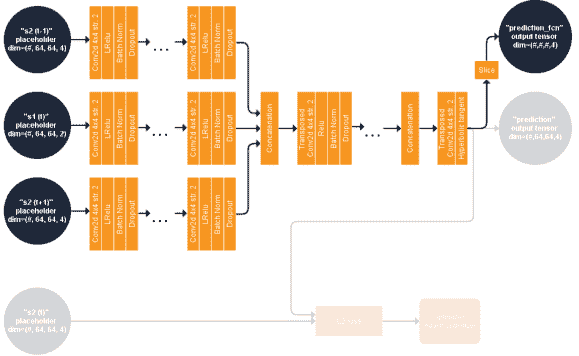 "s2 (t-1)"
placeholder
dim=(#, 64, 64, 4)
Conv2d 4x4 str. 2
LRelu
Batch Norm
Dropout
...
Conv2d 4x4 str. 2
LRelu
Batch Norm
Dropout
"prediction_fcn"
output tensor
dim=(#,#,#,4)
Slice
"s1 (t)"
placeholder
dim=(#, 64, 64, 2)
Conv2d 4x4 str. 2
LRelu
Batch Norm
Dropout
...
Conv2d 4x4 str. 2
LRelu
Batch Norm
Dropout
Concatenation
Transposed
Conv2d 4x4 str. 2
Relu
Batch Norm
Dropout
...
Concatenation
Transposed
Conv2d 4x4 str. 2
Hyperbolic tangent
"prediction"
output tensor
dim=(#,64,64,4)
"s2 (t+1)"
placeholder
dim=(#, 64, 64, 4)
Conv2d 4x4 str. 2
LRelu
Batch Norm
Dropout
...
Conv2d 4x4 str. 2
LRelu
Batch Norm
Dropout
"s2 (t)"
placeholder
dim=(#, 64, 64, 4)